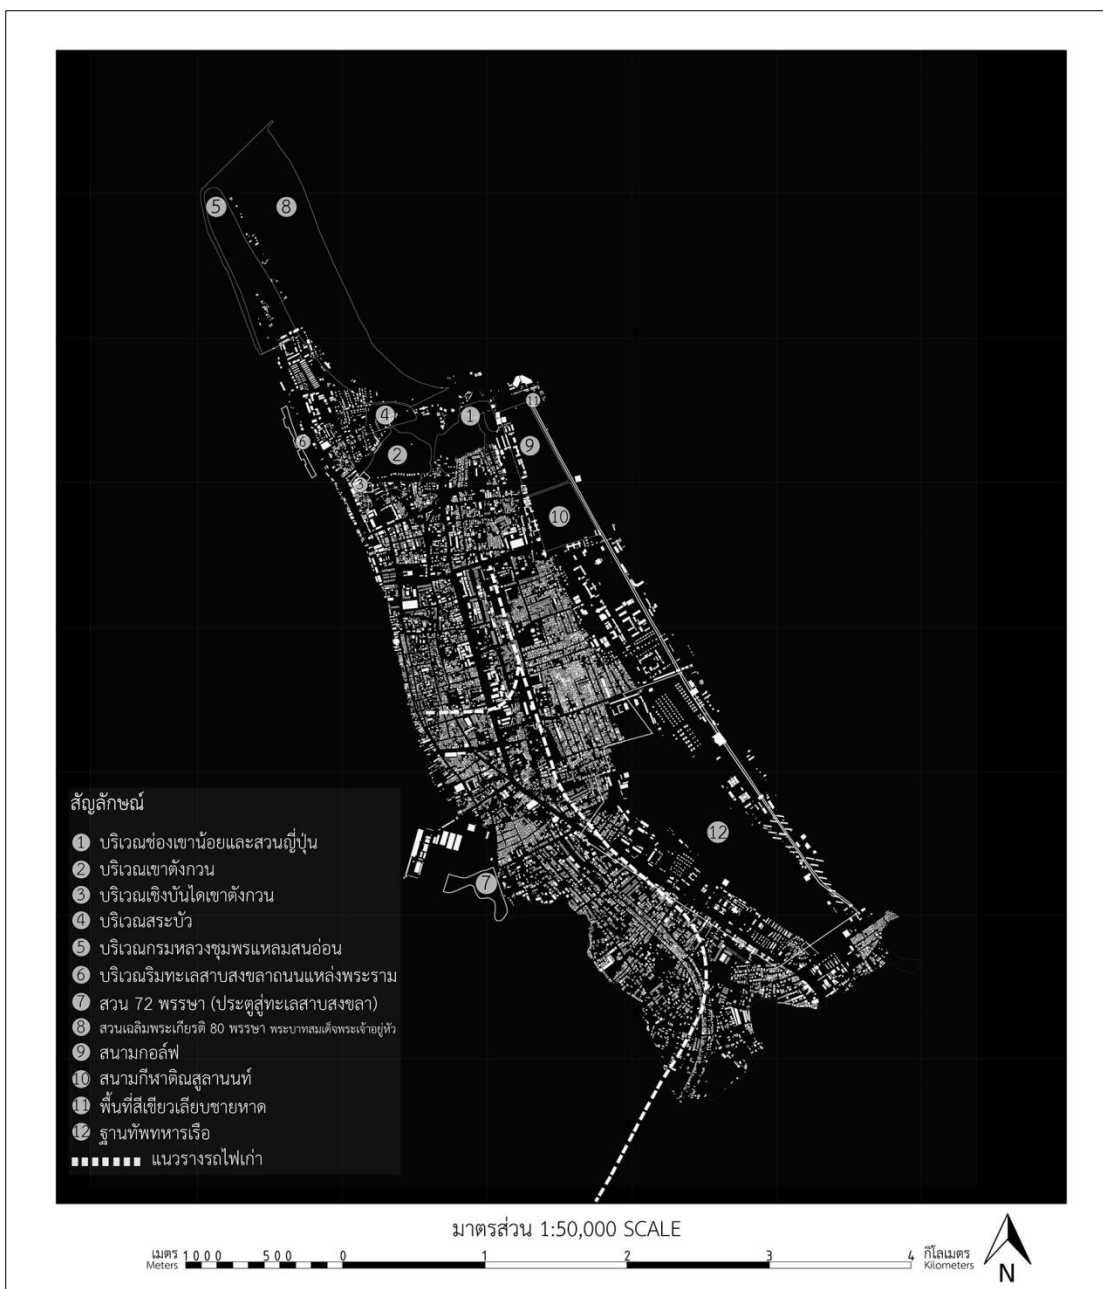 5
8
11
4
1
6
9
2
3
10
12
7
สัญลักษณ์
1 บริเวณช่องเขาน้อยและสวนญี่ปุ่น
2 บริเวณเขาตังกวน
3 บริเวณเชิงบันไดเขาตังกวน
4 บริเวณสระบัว
5 บริเวณกรมหลวงชุมพรแหลมสนอ่อน
6 บริเวณริมทะเลสาบสงขลาถนนแหล่งพระราม
7 สวน 72 พรรษา (ประตูสู่ทะเลสาบสงขลา)
8 สวนเฉลิมพระเกียรติ 80 พรรษา พระบาทสมเด็จพระเจ้าอยู่หัว
9 สนามกอล์ฟ
10 สนามกีฬาติณสูลานนท์
11 พื้นที่สีเขียวเลียบชายหาด
12 ฐานทัพทหารเรือ
แนวรางรถไฟเก่า
มาตรส่วน 1:50,000 SCALE
เมตร 1000 500 0 1 2 3 4 กิโลเมตร
Meters Kilometers
N